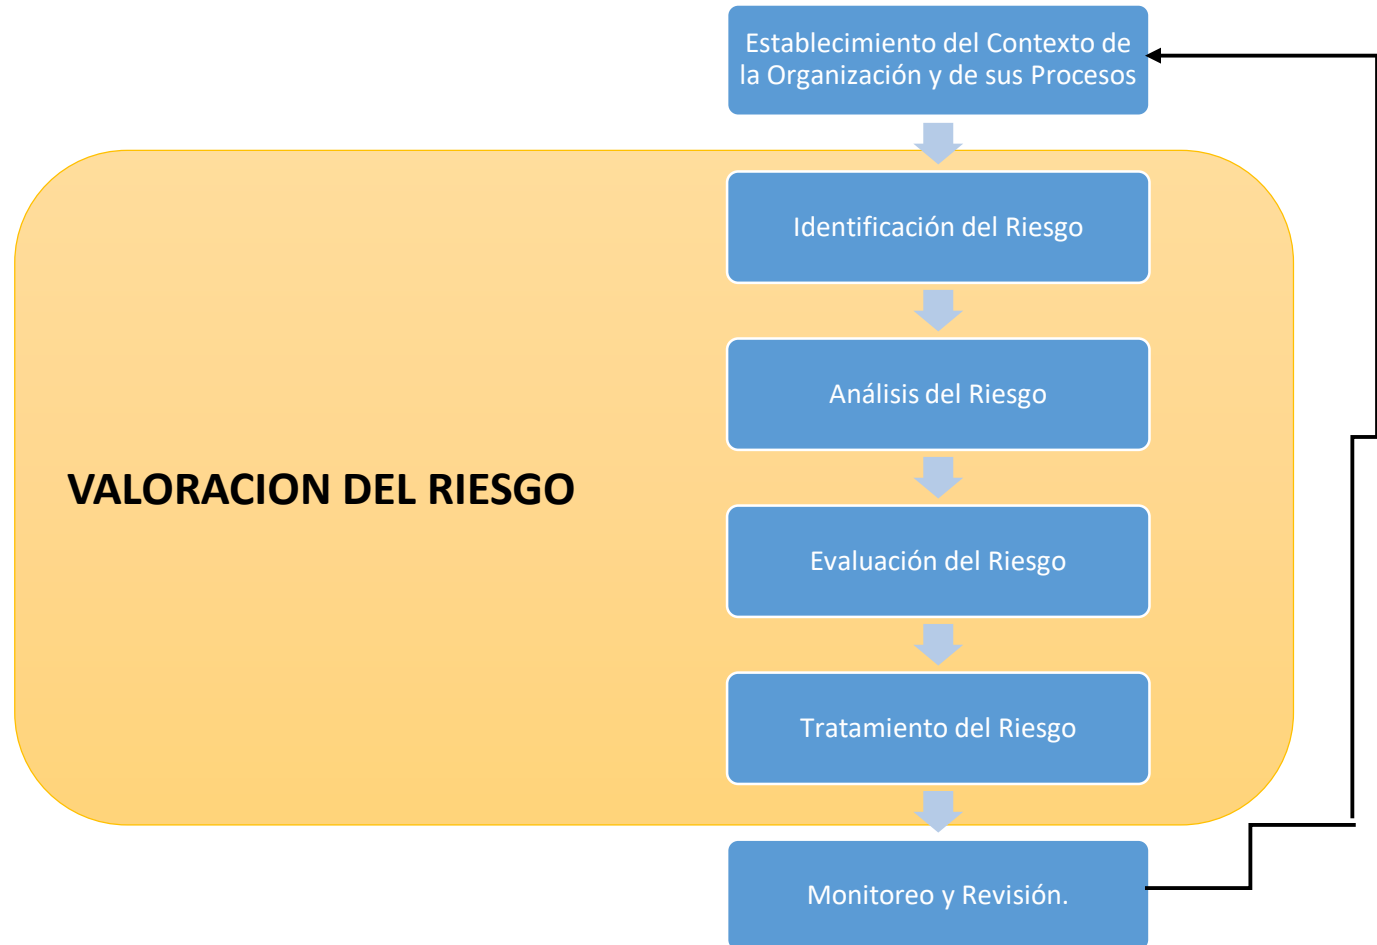 Establecimiento del Contexto de
la Organización y de sus Procesos
Identificación del Riesgo
Análisis del Riesgo
VALORACION DEL RIESGO
Evaluación del Riesgo
Tratamiento del Riesgo
Monitoreo y Revisión.